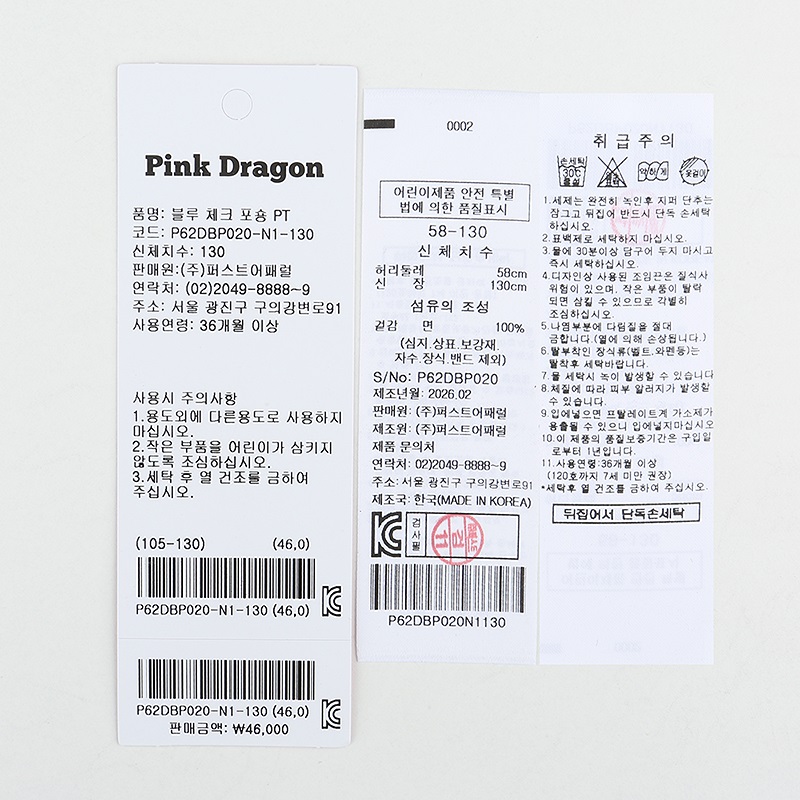 Pink Dragon
품명: 블루 체크 포숑 PT
코드: P62DBP020-N1-130
신체치수: 130
판매원:(주)퍼스트어패럴
연락처: (02)2049-8888~9
주소: 서울 광진구 구의강변로91
사용연령: 36개월 이상
사용시 주의사항
1.용도외에 다른용도로 사용하지
마십시오.
2.작은 부품을 어린이가 삼키지
않도록 조심하십시오.
3.세탁 후 열 건조를 금하여
주십시오.
(105-130) (46,0)
P62DBP020-N1-130 (46,0)
P62DBP020-N1-130 (46,0)
판매금액: ₩46,000
0002
어린이제품 안전 특별
법에 의한 품질표시
58-130
신체치수
허리둘레 58cm
신 장 130cm
섬유의 조성
겉감 면 100%
(심지.상표.보강재.
자수.장식.밴드 제외)
S/No: P62DBP020
제조년월: 2026.02
판매원: (주)퍼스트어패럴
제조원: (주)퍼스트어패럴
제품 문의처
연락처: 02)2049-8888~9
주소: 서울 광진구 구의강변로91
제조국: 한국(MADE IN KOREA)
검사필
검
11
P62DBP020N1130
취급주의
손세탁
30℃
중성
약하게
옷걸이
1.세제는 완전히 녹인후 지퍼 단추는
잠그고 뒤집어 반드시 단독 손세탁
하십시오.
2.표백제로 세탁하지 마십시오.
3.물에 30분이상 담구어 두지 마시고
즉시 세탁하십시오.
4.디자인상 사용된 조임끈은 질식사
위험이 있으며, 작은 부품이 탈락
되면 삼킬 수 있으므로 각별히
조심하십시오.
5.나염부분에 다림질을 절대
금합니다.(열에 의해 손상됩니다.)
6.탈부착인 장식류(벨트,와펜등)는
탈착후 세탁바랍니다.
7.물 세탁시 녹이 발생할 수 있습니다
8.체질에 따라 피부 알러지가 발생할
수 있습니다.
9.입에넣으면 프탈레이트계 가소제가
용출될 수 있으니 입에넣지마십시오
10.이 제품의 품질보증기간은 구입일
로부터 1년입니다.
11.사용연령:36개월 이상
(120호까지 7세 미만 권장)
*세탁후 열 건조를 금하여 주십시오.
뒤집어서 단독손세탁